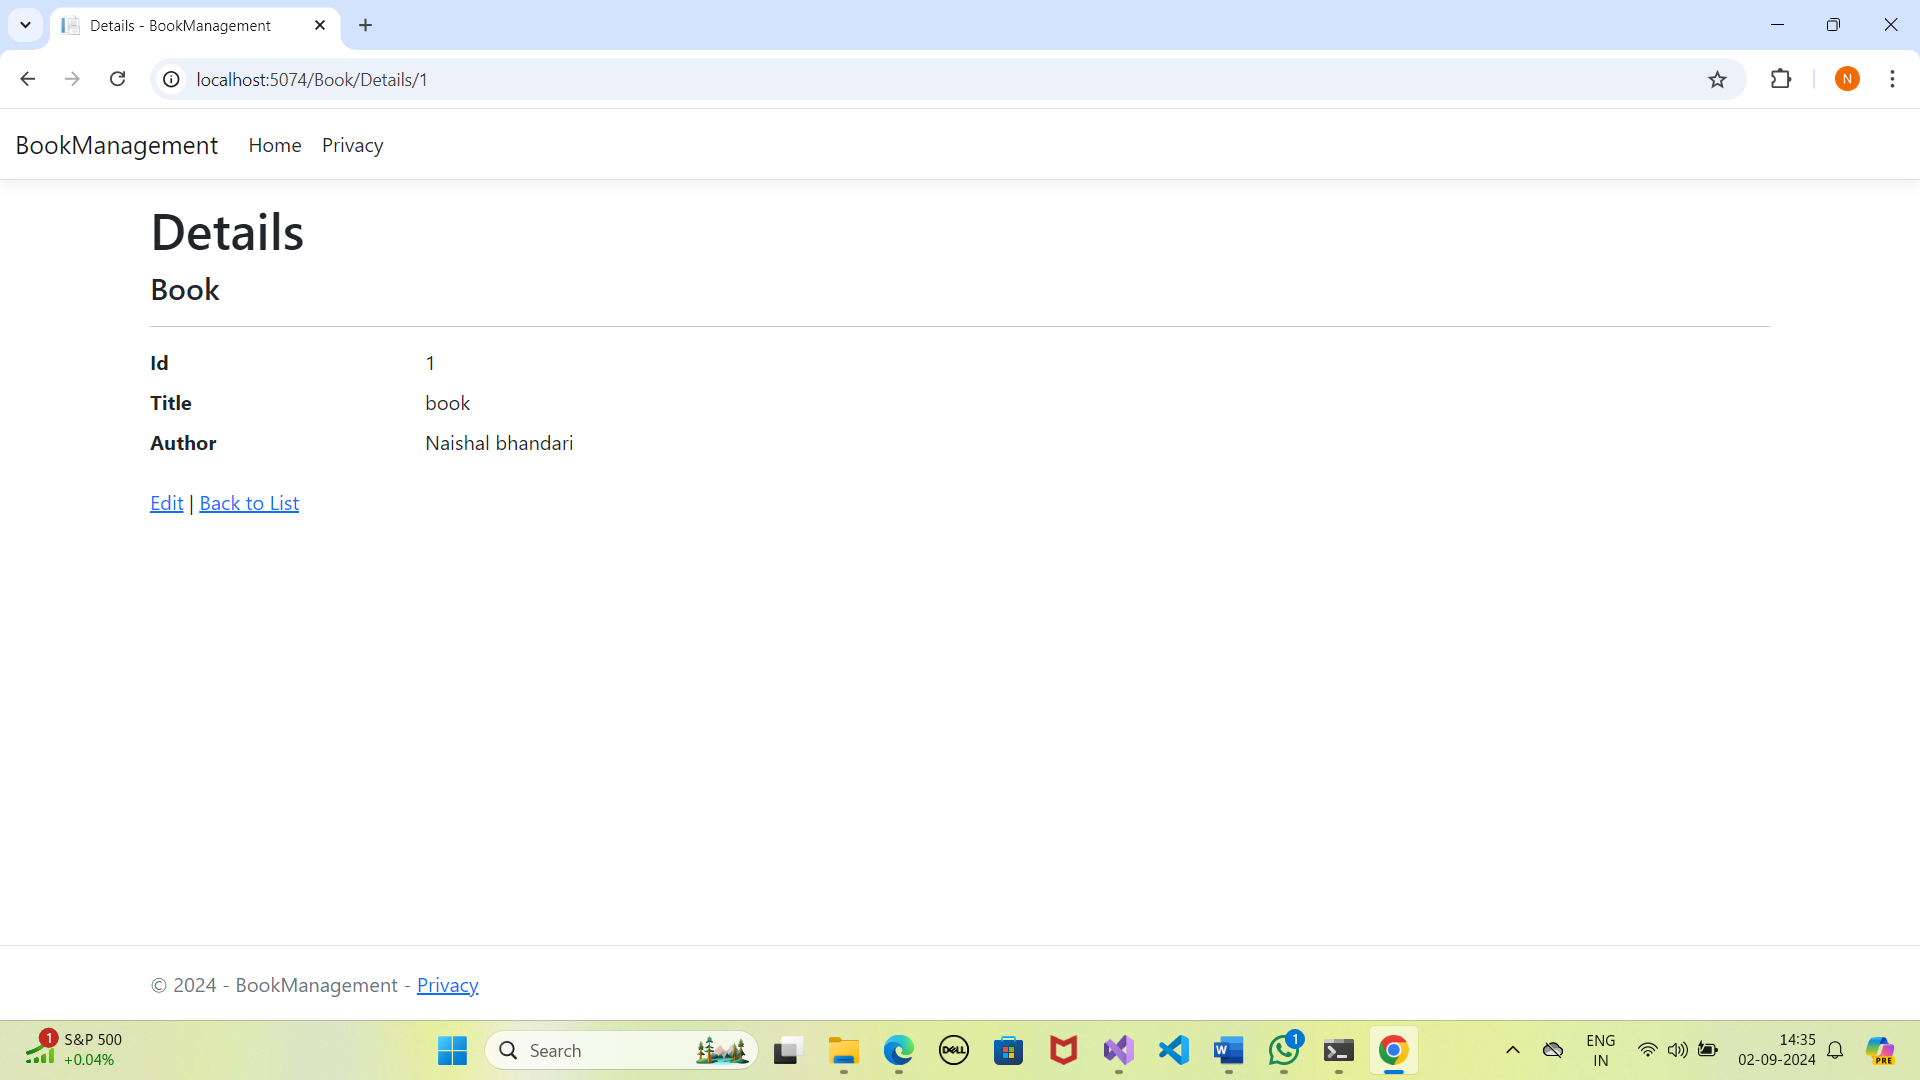 Details - BookManagement
localhost:5074/Book/Details/1
N
BookManagement Home Privacy
Details
Book
Id 1
Title book
Author Naishal bhandari
Edit | Back to List
© 2024 - BookManagement - Privacy
1 S&P 500
+0.04%
Search
DELL
W
1
ENG
IN
14:35
02-09-2024
PRE